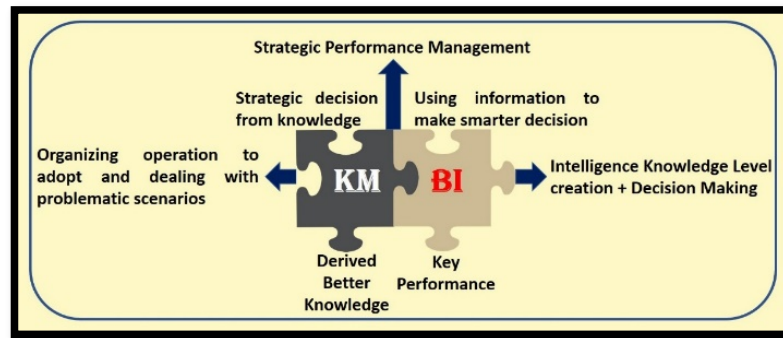 Strategic Performance Management
Strategic decision
from knowledge
Using information to
make smarter decision
Organizing operation to
adopt and dealing with
problematic scenarios
KM
BI
Intelligence Knowledge Level
creation + Decision Making
Derived
Better
Knowledge
Key
Performance